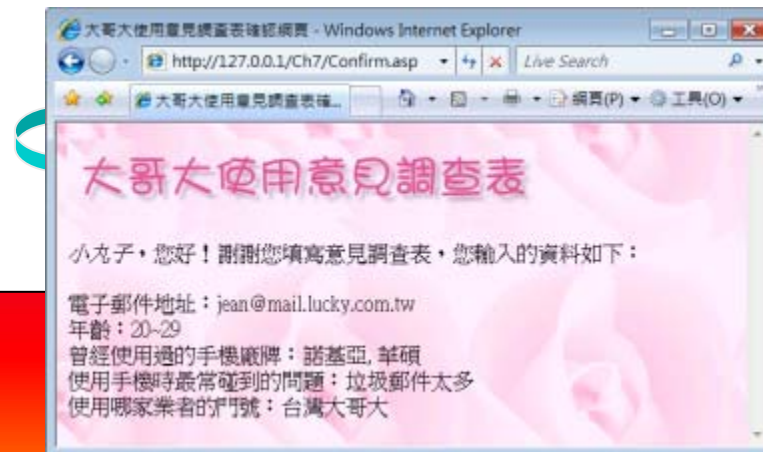 大哥大使用意見調查表確認網頁 - Windows Internet Explorer
http://127.0.0.1/Ch7/Confirm.asp Live Search
大哥大使用意見調查表確... 網頁(P) 工具(O)
大哥大使用意見調查表
小丸子，您好！謝謝您填寫意見調查表，您輸入的資料如下：
電子郵件地址：jean@mail.lucky.com.tw
年齡：20~29
曾經使用過的手機廠牌：諾基亞, 華碩
使用手機時最常碰到的問題：垃圾郵件太多
使用哪家業者的門號：台灣大哥大